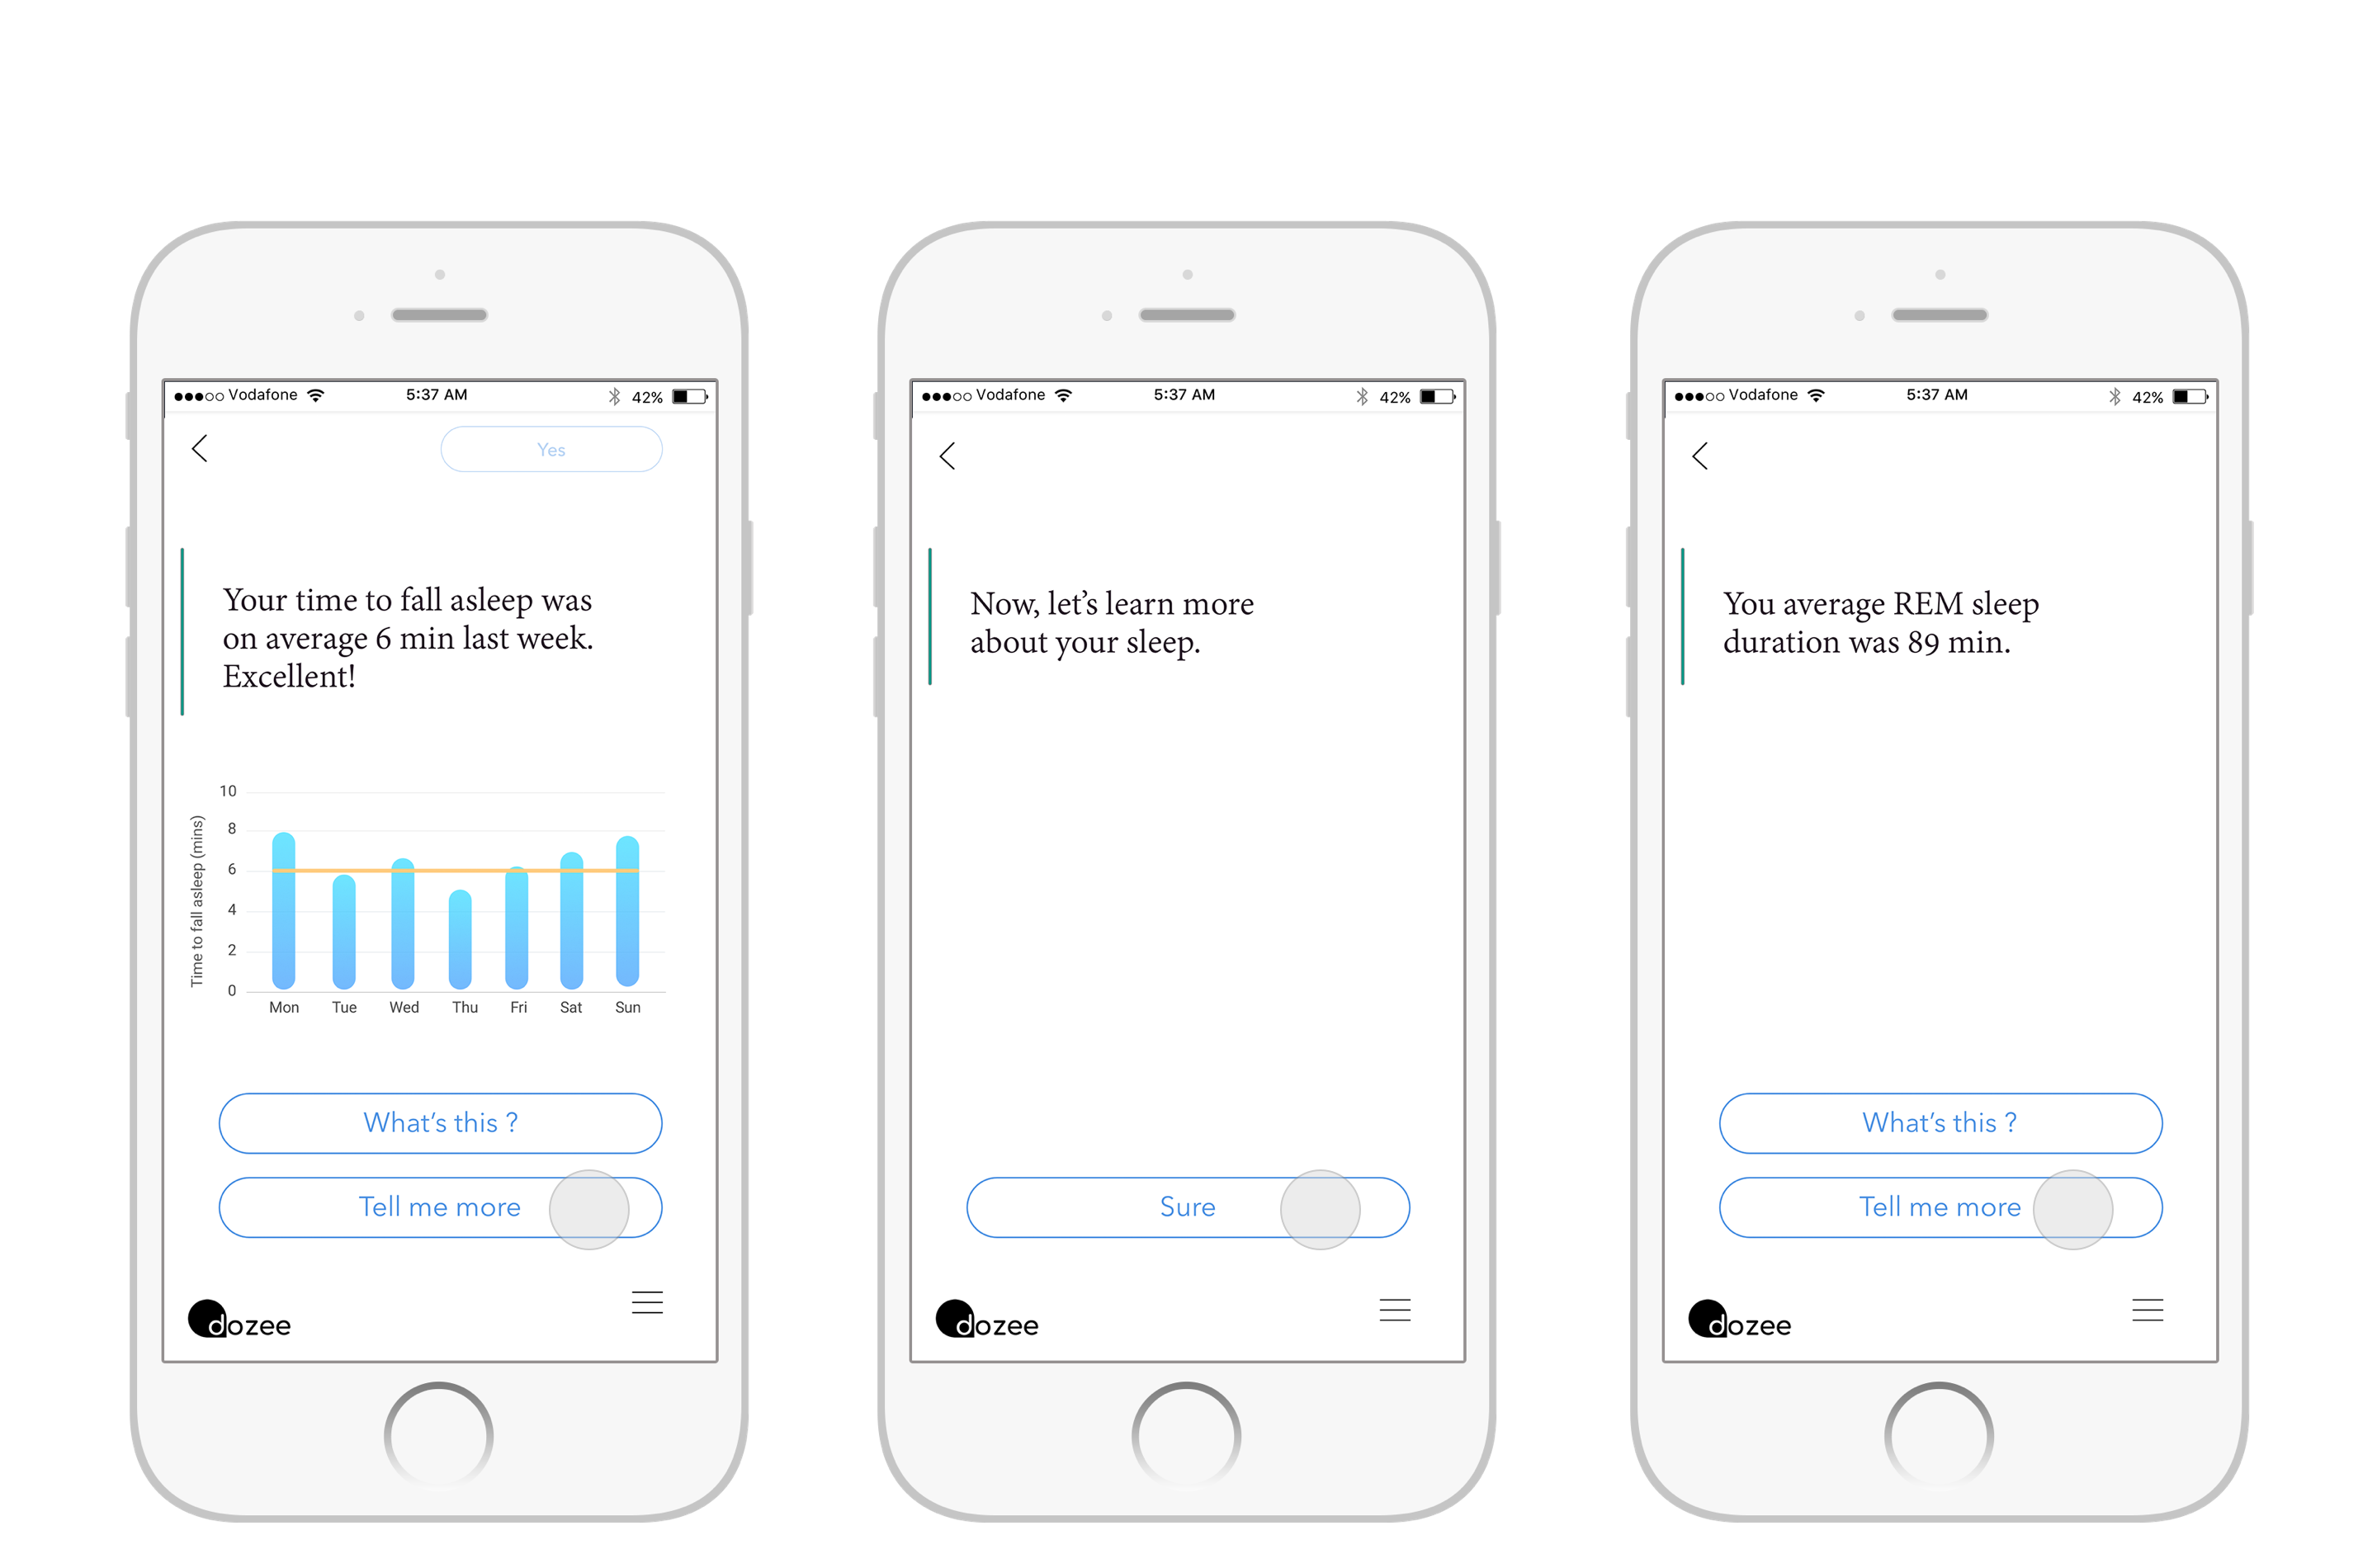 Vodafone 5:37 AM 42%
Yes
Your time to fall asleep was
on average 6 min last week.
Excellent!
Time to fall asleep (mins)
10
8
6
4
2
0
Mon Tue Wed Thu Fri Sat Sun
What's this ?
Tell me more
dozee
Vodafone 5:37 AM 42%
Now, let's learn more
about your sleep.
Sure
dozee
Vodafone 5:37 AM 42%
You average REM sleep
duration was 89 min.
What's this ?
Tell me more
dozee